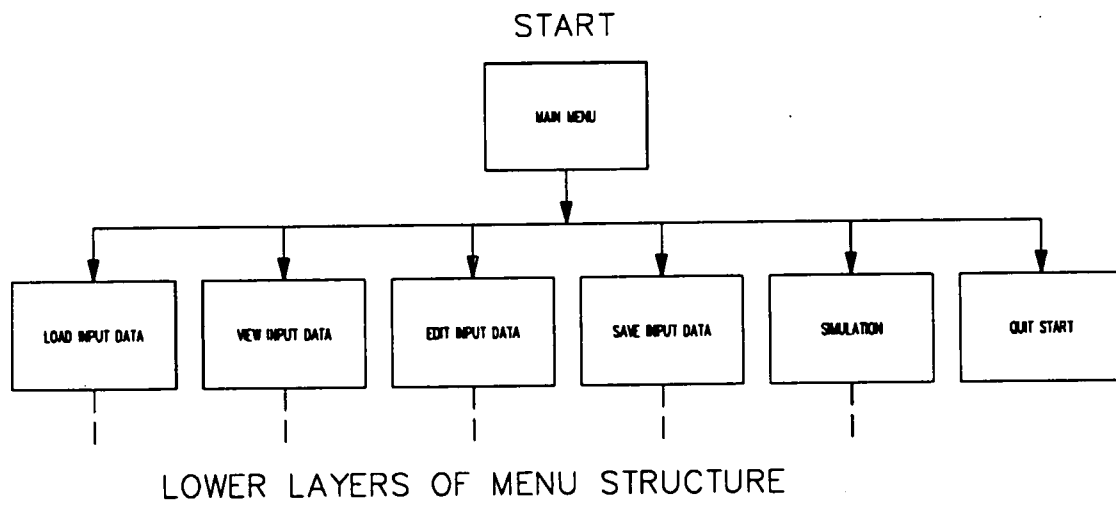 START
MAIN MENU
LOAD INPUT DATA
VIEW INPUT DATA
EDIT INPUT DATA
SAVE INPUT DATA
SIMULATION
QUIT START
LOWER LAYERS OF MENU STRUCTURE